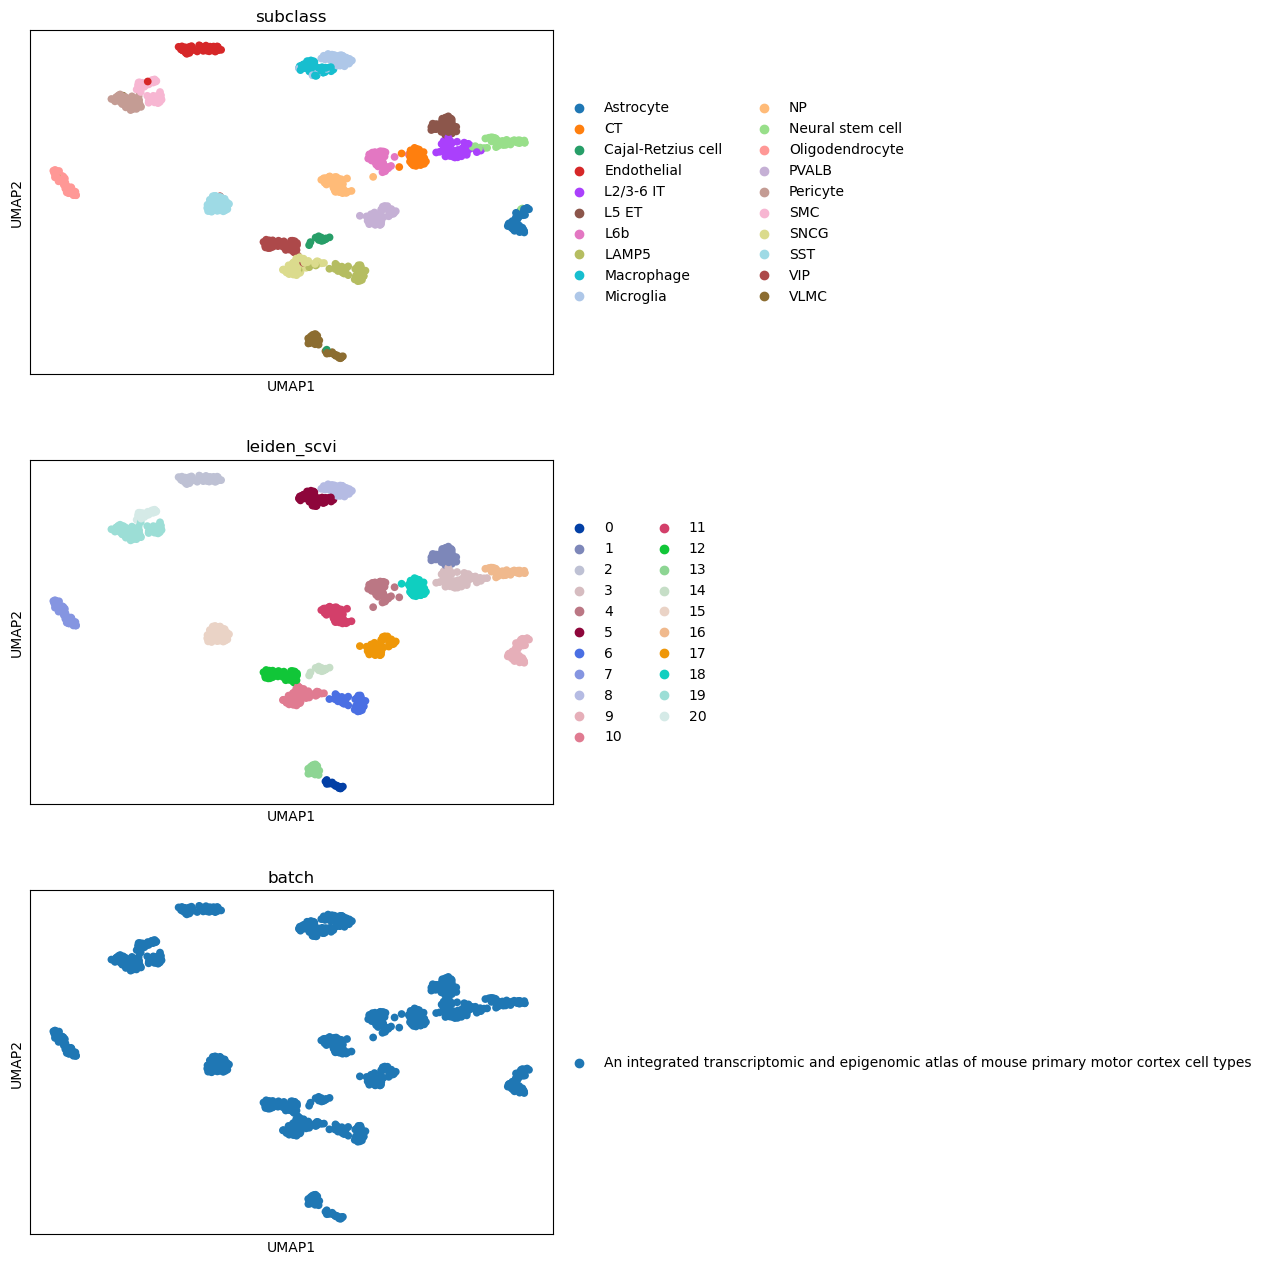 subclass
UMAP2
UMAP1
Astrocyte
CT
Cajal-Retzius cell
Endothelial
L2/3-6 IT
L5 ET
L6b
LAMP5
Macrophage
Microglia
NP
Neural stem cell
Oligodendrocyte
PVALB
Pericyte
SMC
SNCG
SST
VIP
VLMC
leiden_scvi
UMAP2
UMAP1
0
1
2
3
4
5
6
7
8
9
10
11
12
13
14
15
16
17
18
19
20
batch
UMAP2
UMAP1
An integrated transcriptomic and epigenomic atlas of mouse primary motor cortex cell types